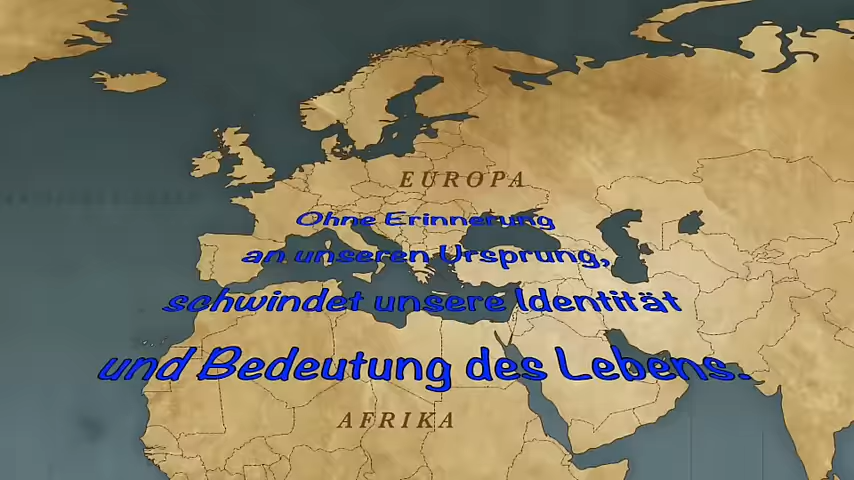 EUROPA
Ohne Erinnerung
an unseren Ursprung,
schwindet unsere Identität
und Bedeutung des Lebens.
AFRIKA